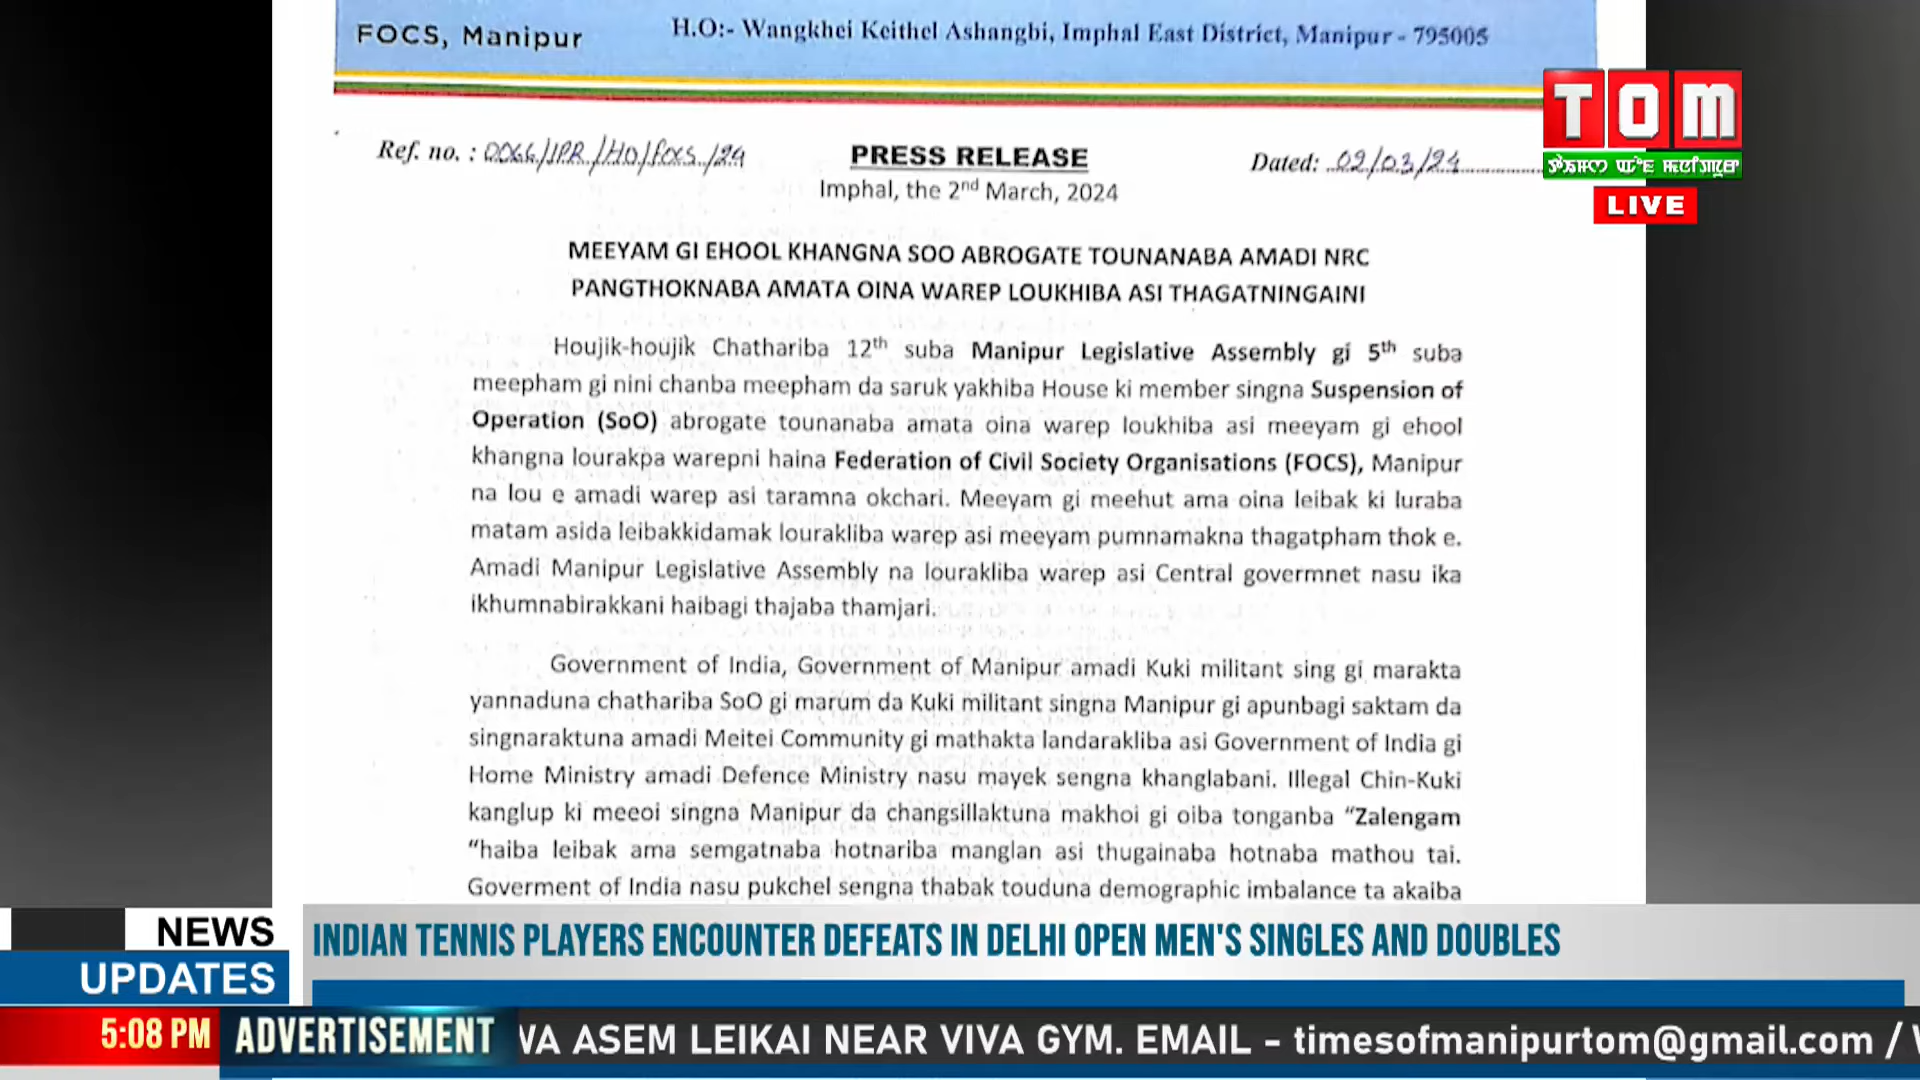 FOCS, Manipur
H.O:- Wangkhei Keithel Ashangbi, Imphal East District, Manipur - 795005
TOM
LIVE
Ref. no. : 0066/IPR/HO/FOCS/24
PRESS RELEASE
Dated: 02/03/24
Imphal, the 2nd March, 2024
MEEYAM GI EHOOL KHANGNA SOO ABROGATE TOUNANABA AMADI NRC
PANGTHOKNABA AMATA OINA WAREP LOUKHIBA ASI THAGATNINGAINI
Houjik-houjik Chathariba 12th suba Manipur Legislative Assembly gi 5th suba
meepham gi nini chanba meepham da saruk yakhiba House ki member singna Suspension of
Operation (SoO) abrogate tounanaba amata oina warep loukhiba asi meeyam gi ehool
khangna lourakpa warepni haina Federation of Civil Society Organisations (FOCS), Manipur
na lou e amadi warep asi taramna okchari. Meeyam gi meehut ama oina leibak ki luraba
matam asida leibakkidamak lourakliba warep asi meeyam pumnamakna thagatpham thok e.
Amadi Manipur Legislative Assembly na lourakliba warep asi Central govermnet nasu ika
ikhumnabirakkani haibagi thajaba thamjari.
Government of India, Government of Manipur amadi Kuki militant sing gi marakta
yannaduna chathariba SoO gi marum da Kuki militant singna Manipur gi apunbagi saktam da
singnaraktuna amadi Meitei Community gi mathakta landarakliba asi Government of India gi
Home Ministry amadi Defence Ministry nasu mayek sengna khanglabani. Illegal Chin-Kuki
kanglup ki meeoi singna Manipur da changsillaktuna makhoi gi oiba tonganba “Zalengam
“haiba leibak ama semgatnaba hotnariba manglan asi thugainaba hotnaba mathou tai.
Goverment of India nasu pukchel sengna thabak touduna demographic imbalance ta akaiba
NEWS
UPDATES
INDIAN TENNIS PLAYERS ENCOUNTER DEFEATS IN DELHI OPEN MEN'S SINGLES AND DOUBLES
5:08 PM
ADVERTISEMENT
WA ASEM LEIKAI NEAR VIVA GYM. EMAIL - timesofmanipurtom@gmail.com /